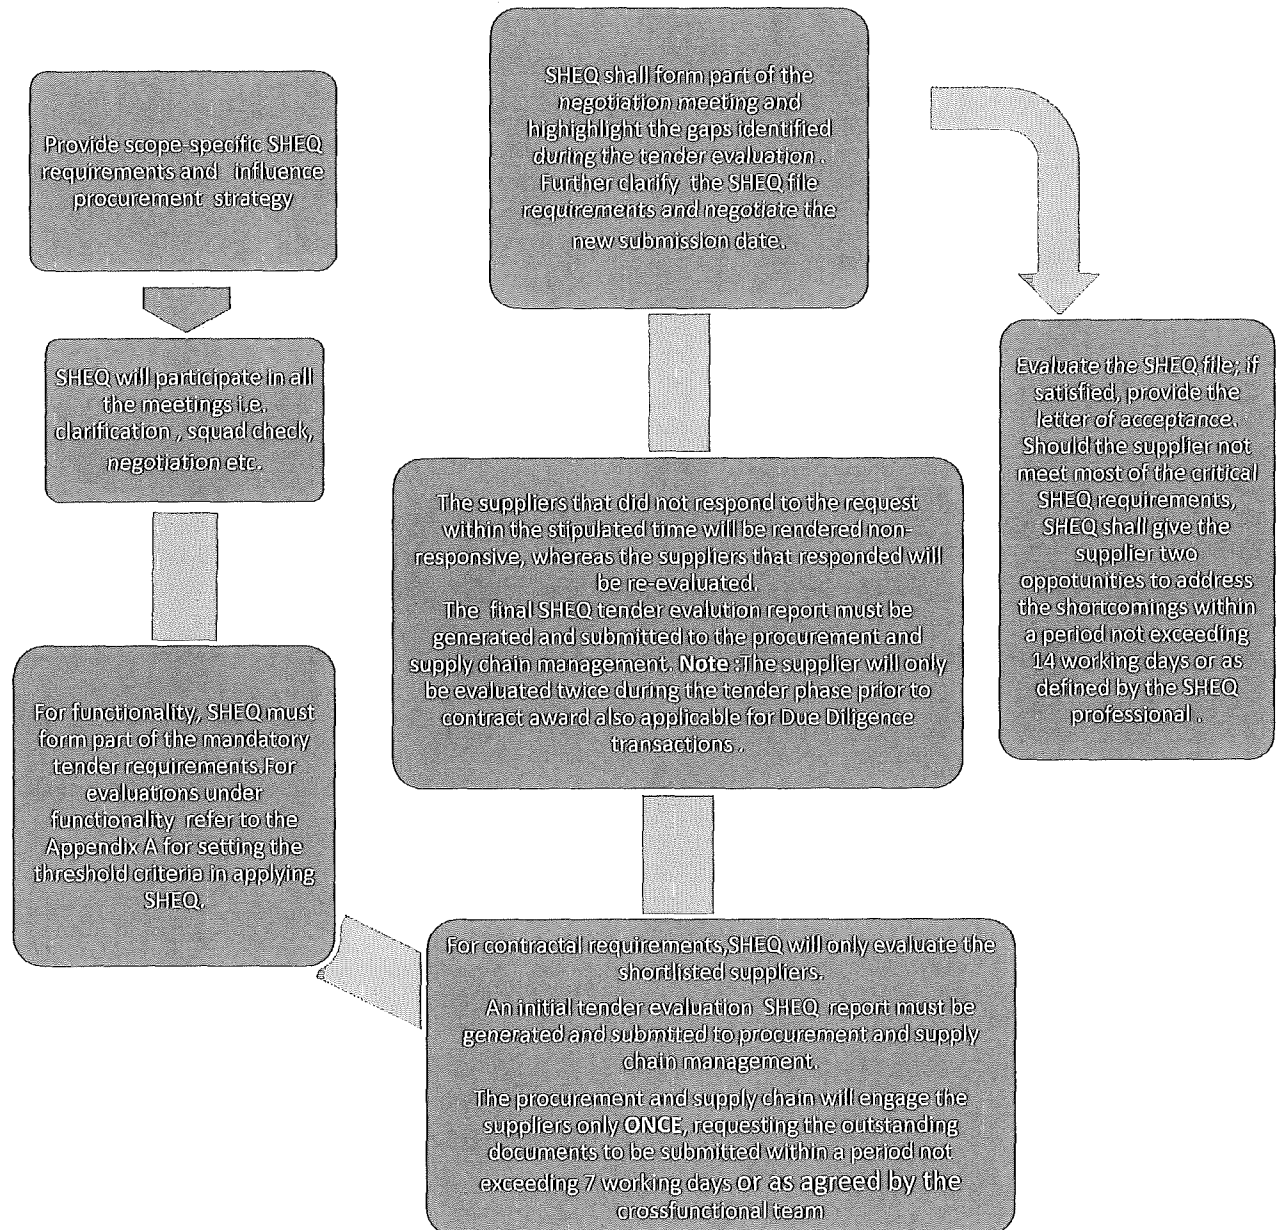 Provide scope-specific SHEQ
requirements and influence
procurement strategy
SHEQ will participate in all
the meetings i.e.
clarification , squad check,
negotiation etc.
For functionality, SHEQ must
form part of the mandatory
tender requirements.For
evaluations under
functionality refer to the
Appendix A for setting the
threshold criteria in applying
SHEQ.
For contractal requirements,SHEQ will only evaluate the
shortlisted suppliers.
An initial tender evaluation SHEQ report must be
generated and submtted to procurement and supply
chain management.
The procurement and supply chain will engage the
suppliers only ONCE, requesting the outstanding
documents to be submitted within a period not
exceeding 7 working days or as agreed by the
crossfunctional team
The suppliers that did not respond to the request
within the stipulated time will be rendered non-
responsive, whereas the suppliers that responded will
be re-evaluated.
The final SHEQ tender evalution report must be
generated and submitted to the procurement and
supply chain management. Note :The supplier will only
be evaluated twice during the tender phase prior to
contract award also applicable for Due Diligence
transactions .
SHEQ shall form part of the
negotiation meeting and
highighlight the gaps identified
during the tender evaluation .
Further clarify the SHEQ file
requirements and negotiate the
new submission date.
Evaluate the SHEQ file; if
satisfied, provide the
letter of acceptance.
Should the supplier not
meet most of the critical
SHEQ requirements,
SHEQ shall give the
supplier two
oppotunities to address
the shortcomings within
a period not exceeding
14 working days or as
defined by the SHEQ
professional .